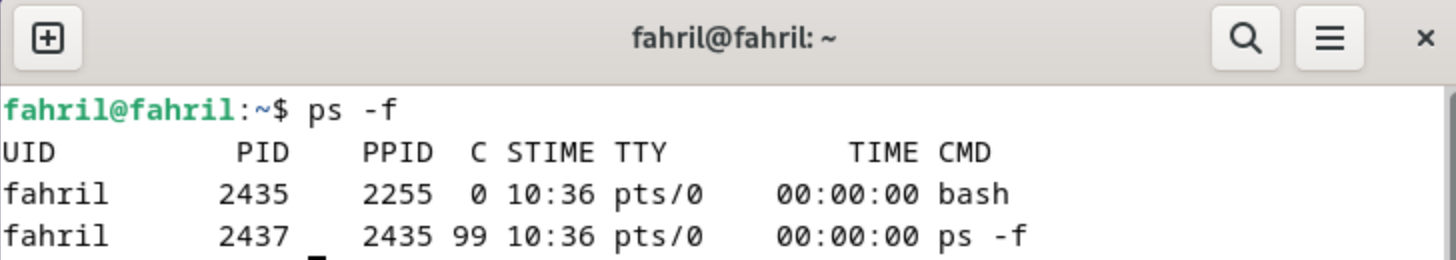 fahril@fahril: ~
fahril@fahril:~$ ps -f
UID          PID    PPID  C STIME TTY          TIME CMD
fahril      2435    2255  0 10:36 pts/0    00:00:00 bash
fahril      2437    2435 99 10:36 pts/0    00:00:00 ps -f